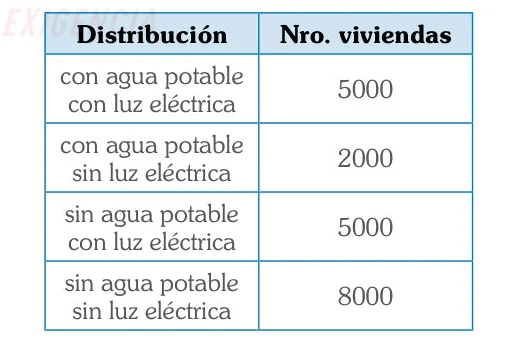 EXIGENCIA
Distribución Nro. viviendas
con agua potable
con luz eléctrica
5000
con agua potable
sin luz eléctrica
2000
sin agua potable
con luz eléctrica
5000
sin agua potable
sin luz eléctrica
8000